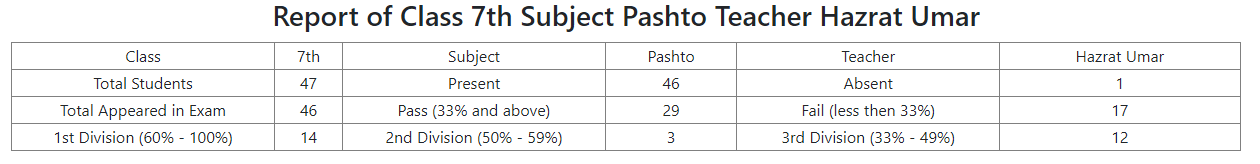 Report of Class 7th Subject Pashto Teacher Hazrat Umar
Class 7th Subject Pashto Teacher Hazrat Umar
Total Students 47 Present 46 Absent 1
Total Appeared in Exam 46 Pass (33% and above) 29 Fail (less then 33%) 17
1st Division (60% - 100%) 14 2nd Division (50% - 59%) 3 3rd Division (33% - 49%) 12